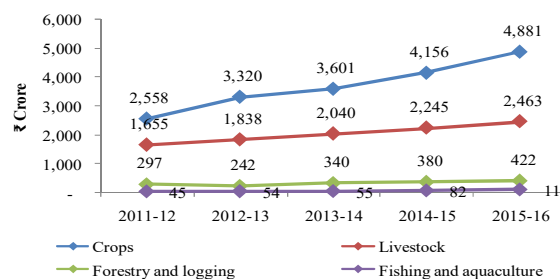 6,000
5,000
4,000
3,000
2,000
1,000
-
₹ Crore
2,558 3,320 3,601 4,156 4,881
1,655 1,838 2,040 2,245 2,463
297 242 340 380 422
45 54 55 82 11
2011-12 2012-13 2013-14 2014-15 2015-16
Crops Livestock
Forestry and logging Fishing and aquaculture